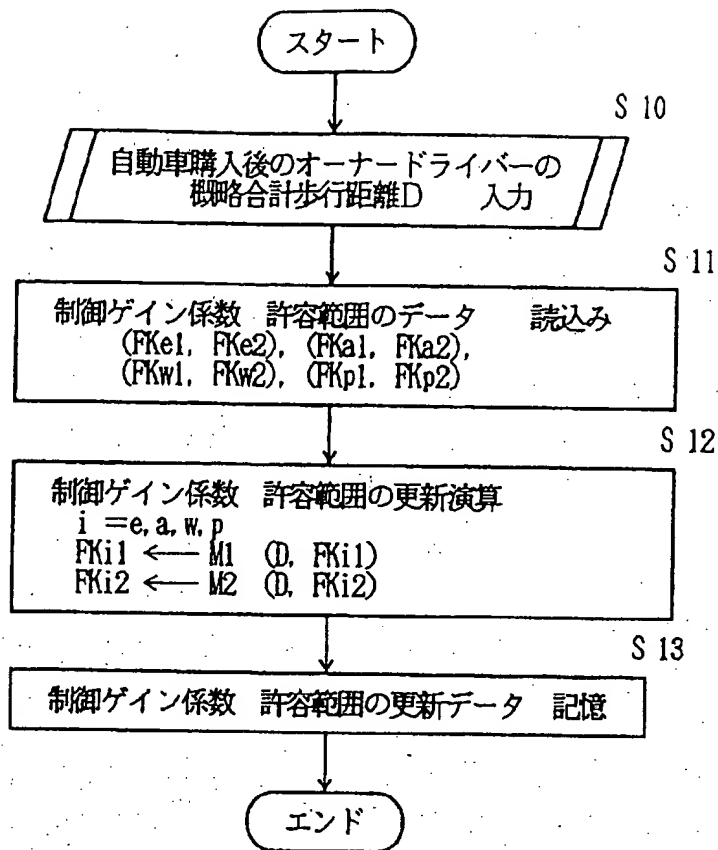 スタート
S 10
自動車購入後のオーナードライバーの
概略合計歩行距離D 入力
S 11
制御ゲイン係数 許容範囲のデータ 読込み
(FKe1, FKe2), (FKa1, FKa2),
(FKw1, FKw2), (FKp1, FKp2)
S 12
制御ゲイン係数 許容範囲の更新演算
i =e, a, w, p
FKi1 ← M1 (D, FKi1)
FKi2 ← M2 (D, FKi2)
S 13
制御ゲイン係数 許容範囲の更新データ 記憶
エンド